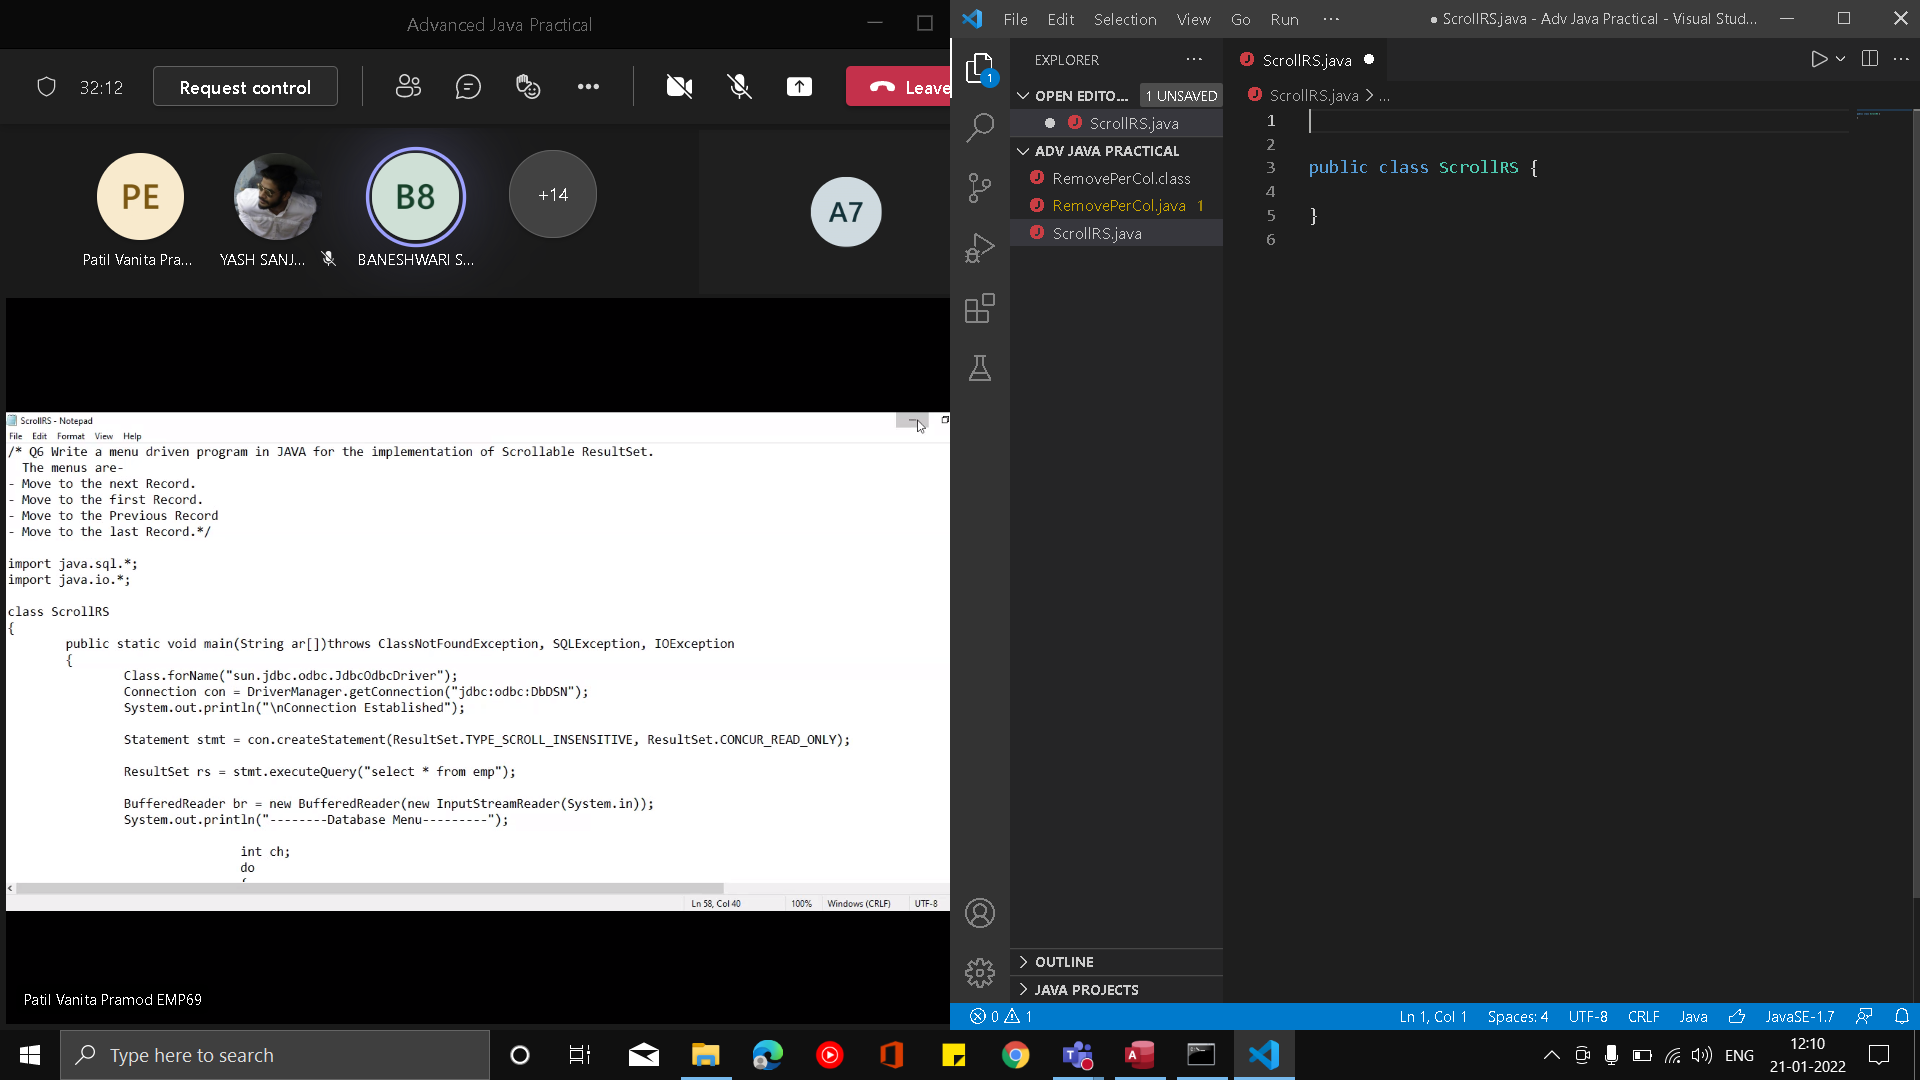 Advanced Java Practical
32:12
Request control
Leave
PE
B8
+14
A7
Patil Vanita Pra...
YASH SANJ...
BANESHWARI S...
ScrollRS - Notepad
File Edit Format View Help
/* Q6 Write a menu driven program in JAVA for the implementation of Scrollable ResultSet.
The menus are-
- Move to the next Record.
- Move to the first Record.
- Move to the Previous Record
- Move to the last Record.*/
import java.sql.*;
import java.io.*;
class ScrollRS
{
public static void main(String ar[])throws ClassNotFoundException, SQLException, IOException
{
Class.forName("sun.jdbc.odbc.JdbcOdbcDriver");
Connection con = DriverManager.getConnection("jdbc:odbc:DbDSN");
System.out.println("\nConnection Established");
Statement stmt = con.createStatement(ResultSet.TYPE_SCROLL_INSENSITIVE, ResultSet.CONCUR_READ_ONLY);
ResultSet rs = stmt.executeQuery("select * from emp");
BufferedReader br = new BufferedReader(new InputStreamReader(System.in));
System.out.println("--------Database Menu---------");
int ch;
do
Ln 58, Col 40 100% Windows (CRLF) UTF-8
Patil Vanita Pramod EMP69
File Edit Selection View Go Run ···
● ScrollRS.java - Adv Java Practical - Visual Stud...
EXPLORER ···
OPEN EDITO... 1 UNSAVED
ScrollRS.java
ADV JAVA PRACTICAL
RemovePerCol.class
RemovePerCol.java 1
ScrollRS.java
OUTLINE
JAVA PROJECTS
1
ScrollRS.java
ScrollRS.java > ...
1
2
3 public class ScrollRS {
4
5 }
6
0 1
Ln 1, Col 1 Spaces: 4 UTF-8 CRLF Java JavaSE-1.7
Type here to search
ENG
12:10
21-01-2022